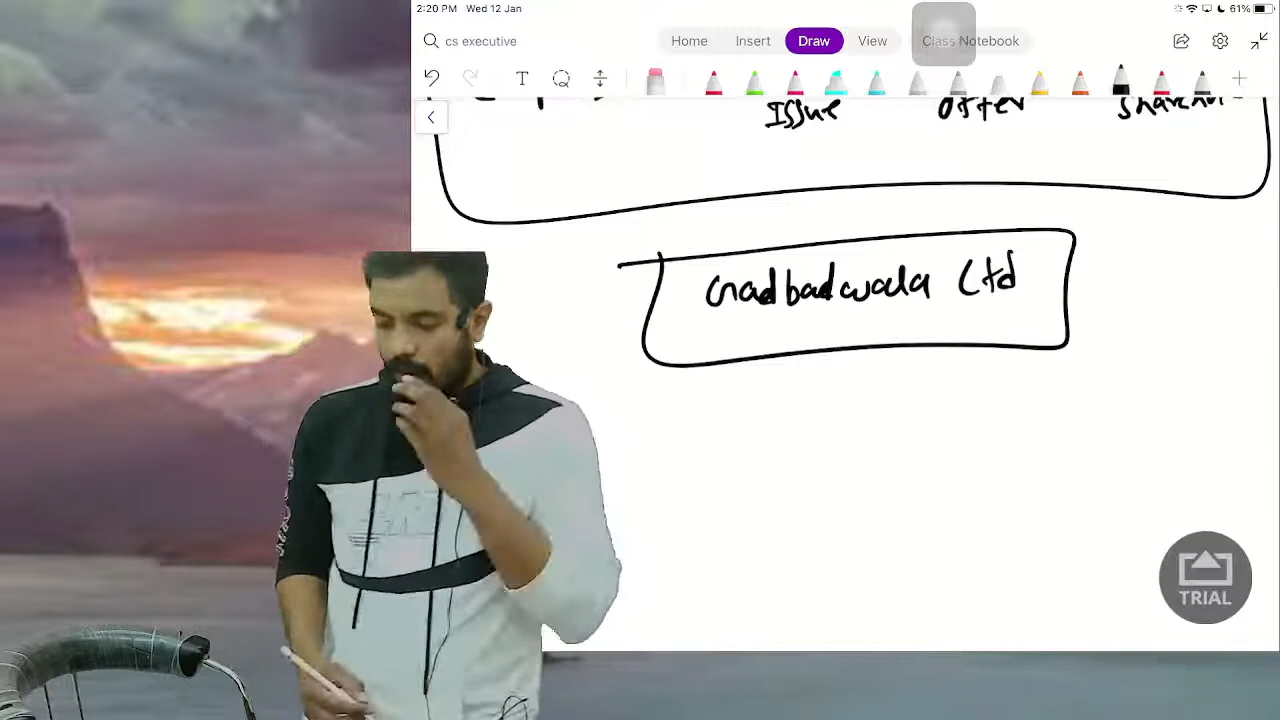 2:20 PM Wed 12 Jan
61%
cs executive
Home Insert Draw View Class Notebook
T
Issue offer
Gadbadwala Ltd
TRIAL